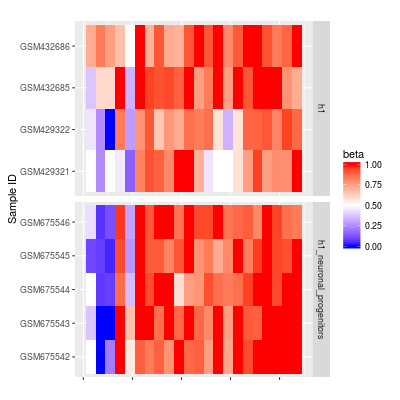 GSM432686
GSM432685
GSM429322
GSM429321
h1
GSM675546
GSM675545
GSM675544
GSM675543
GSM675542
h1_neuronal_progenitors
Sample ID
beta
1.00
0.75
0.50
0.25
0.00